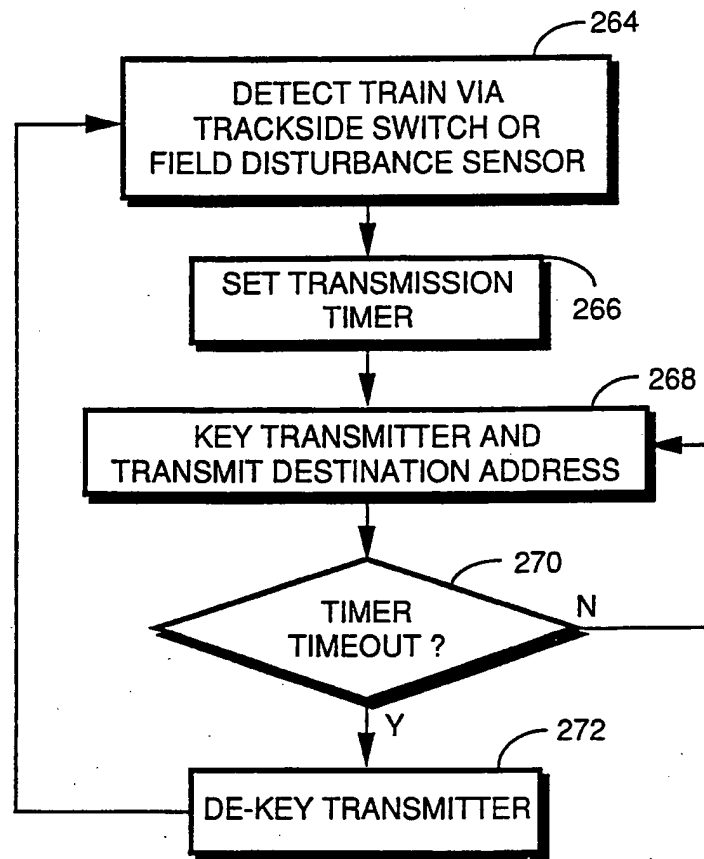 264
DETECT TRAIN VIA
TRACKSIDE SWITCH OR
FIELD DISTURBANCE SENSOR
SET TRANSMISSION
TIMER
266
268
KEY TRANSMITTER AND
TRANSMIT DESTINATION ADDRESS
270
TIMER
TIMEOUT ?
N
Y
272
DE-KEY TRANSMITTER